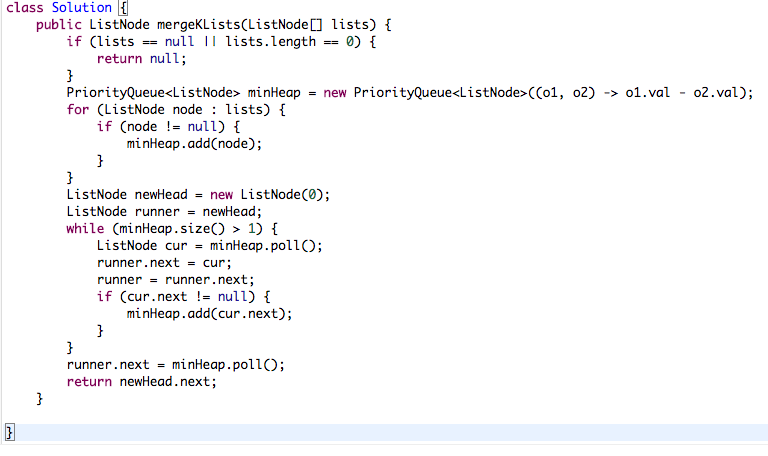 class Solution {
    public ListNode mergeKLists(ListNode[] lists) {
        if (lists == null || lists.length == 0) {
            return null;
        }
        PriorityQueue<ListNode> minHeap = new PriorityQueue<ListNode>((o1, o2) -> o1.val - o2.val);
        for (ListNode node : lists) {
            if (node != null) {
                minHeap.add(node);
            }
        }
        ListNode newHead = new ListNode(0);
        ListNode runner = newHead;
        while (minHeap.size() > 1) {
            ListNode cur = minHeap.poll();
            runner.next = cur;
            runner = runner.next;
            if (cur.next != null) {
                minHeap.add(cur.next);
            }
        }
        runner.next = minHeap.poll();
        return newHead.next;
    }
}